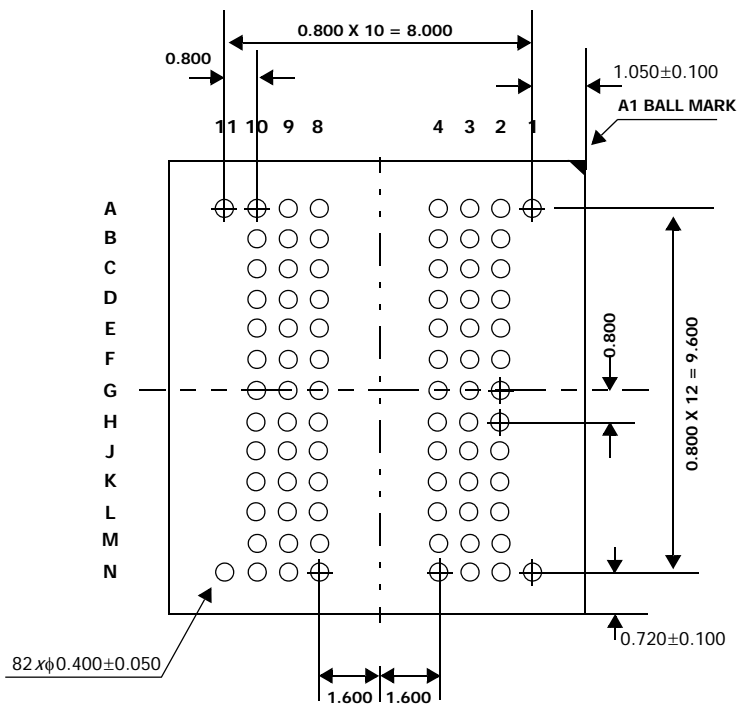 0.800 X 10 = 8.000
0.800
1.050±0.100
A1 BALL MARK
11 10 9 8 4 3 2 1
A
B
C
D
E
F
G
H
J
K
L
M
N
0.800
0.800 X 12 = 9.600
0.720±0.100
82 xϕ0.400±0.050
1.600 1.600